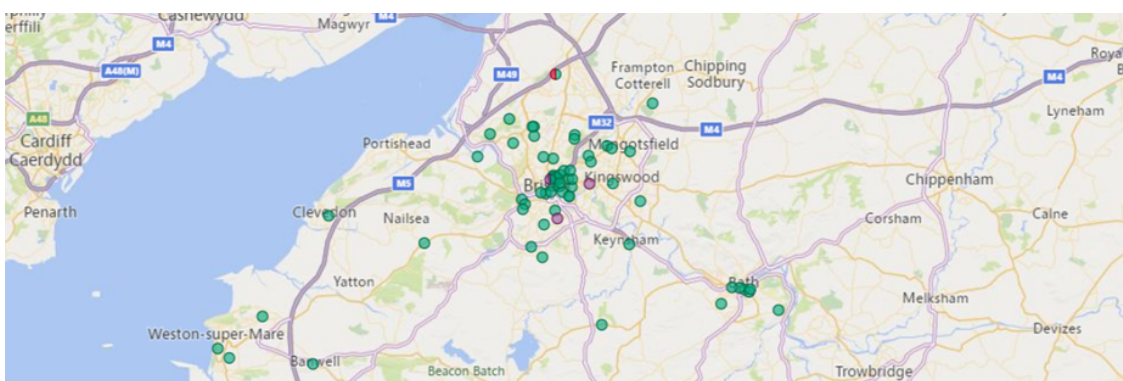 erffili
Cashewydd
Magwyr
M4
M4
A48(M)
M49
Frampton
Cotterell
Chipping
Sodbury
M4
Roya
B
Lyneham
A48
Cardiff
Caerdydd
Portishead
M32
M4
Mangotsfield
M5
Kingswood
Chippenham
Penarth
Clevedon
Nailsea
Corsham
Calne
Keynsham
Yatton
Bath
Melksham
Weston-super-Mare
Devizes
Banwell
Beacon Batch
Trowbridge